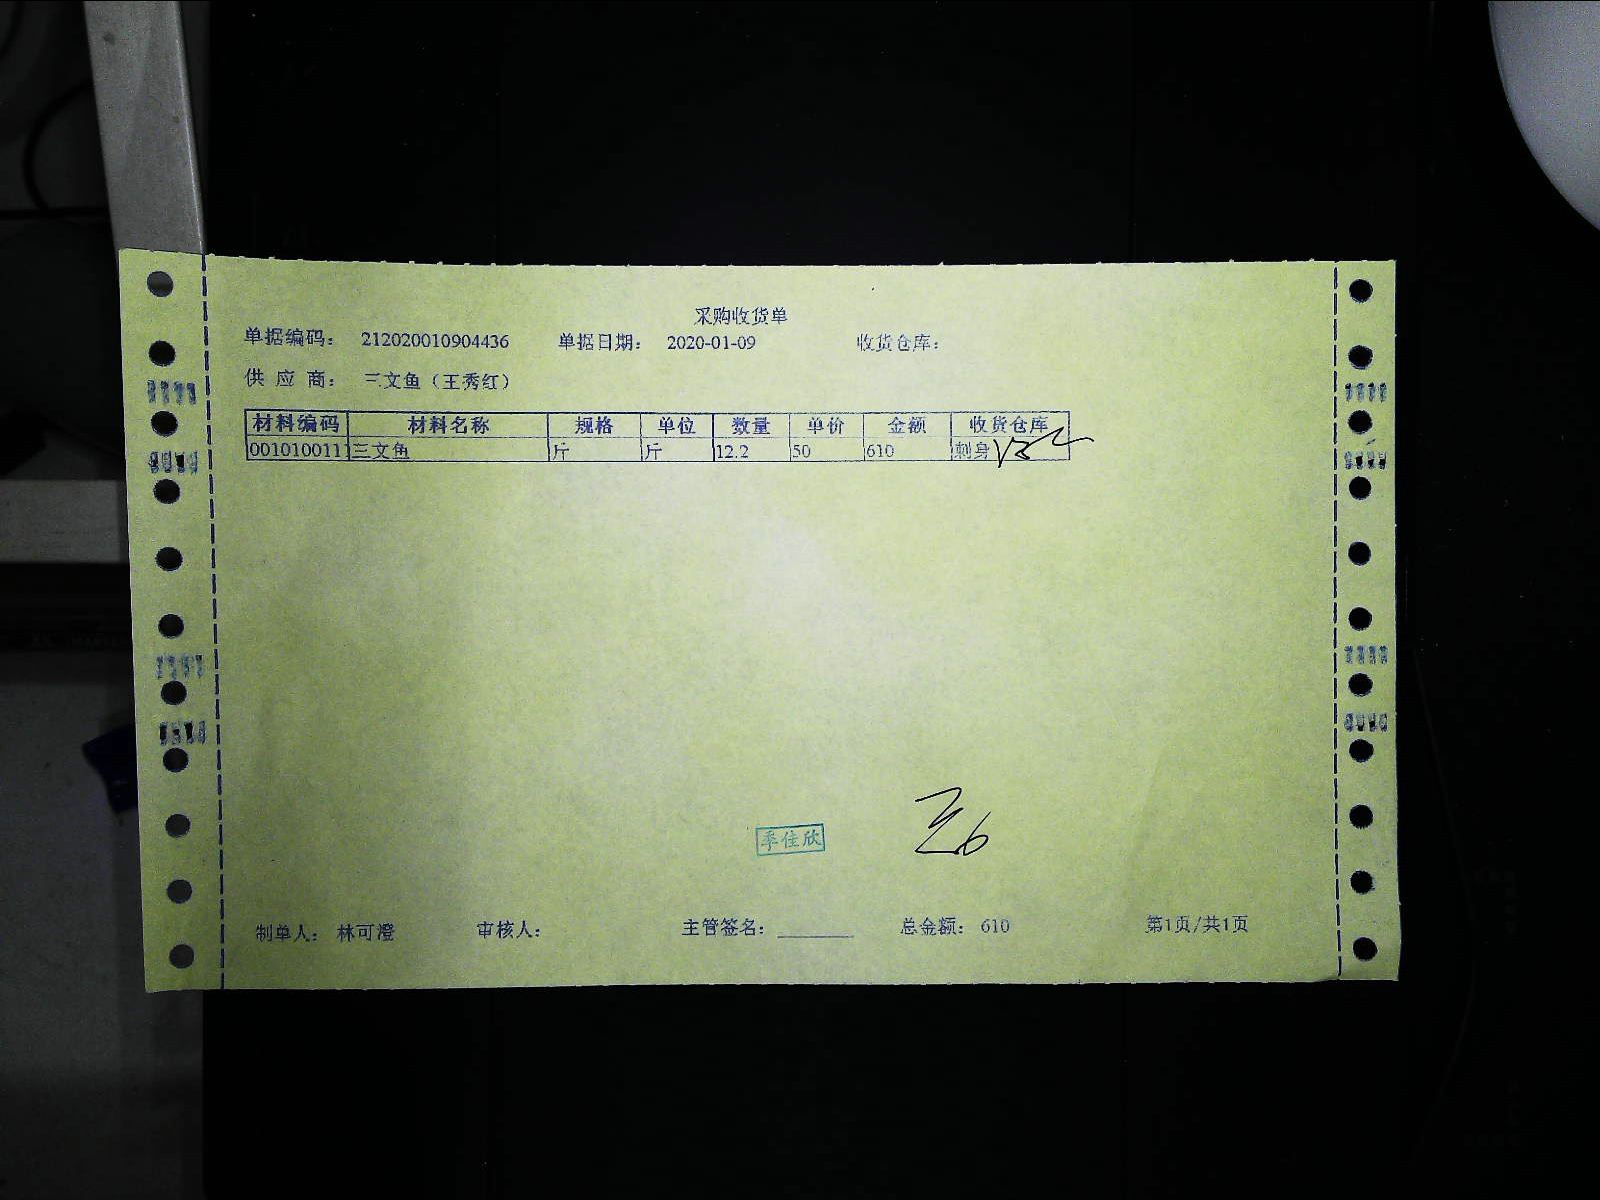 采购收货单
单据编码： 212020010904436 单据日期： 2020-01-09 收货仓库：
供 应 商： 三文鱼（王秀红）
材料编码 材料名称 规格 单位 数量 单价 金额 收货仓库
0010100111 三文鱼 斤 斤 12.2 50 610 刺身
季佳欣
制单人： 林可澄 审核人： 主管签名： ________ 总金额： 610 第1页/共1页